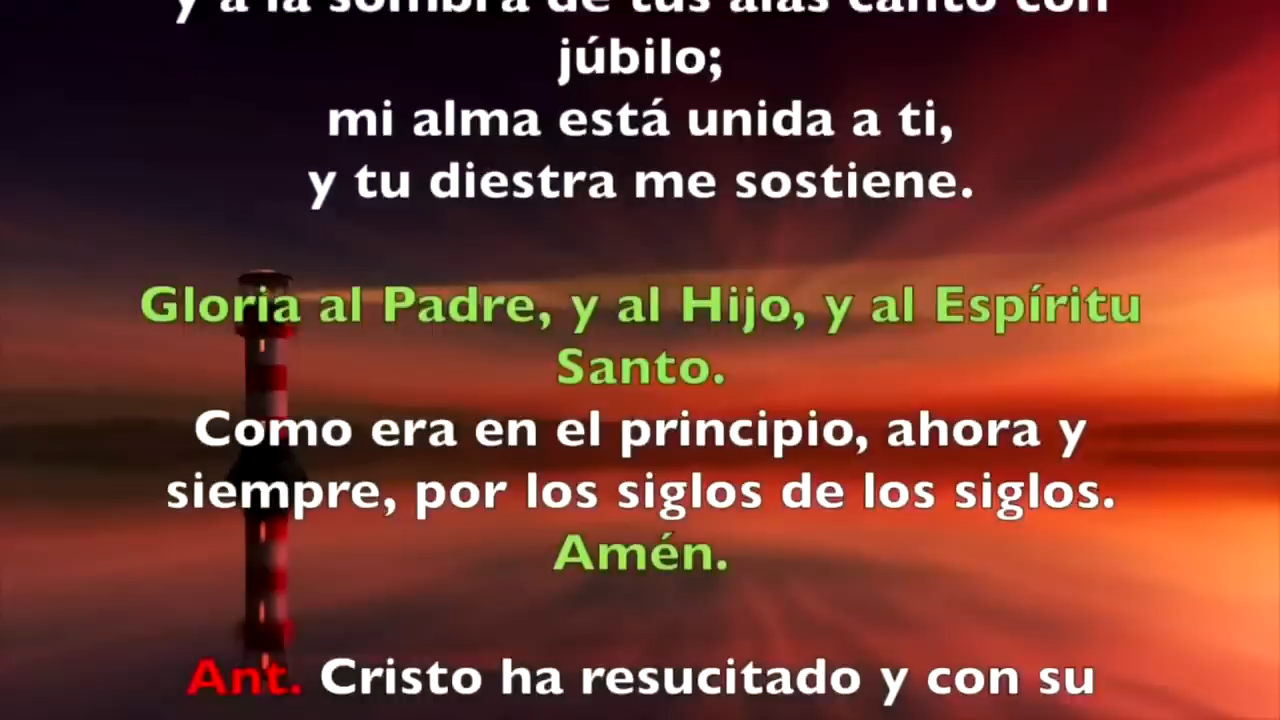 y a la sombra de tus alas canto con
júbilo;
mi alma está unida a ti,
y tu diestra me sostiene.
Gloria al Padre, y al Hijo, y al Espíritu
Santo.
Como era en el principio, ahora y
siempre, por los siglos de los siglos.
Amén.
Ant. Cristo ha resucitado y con su